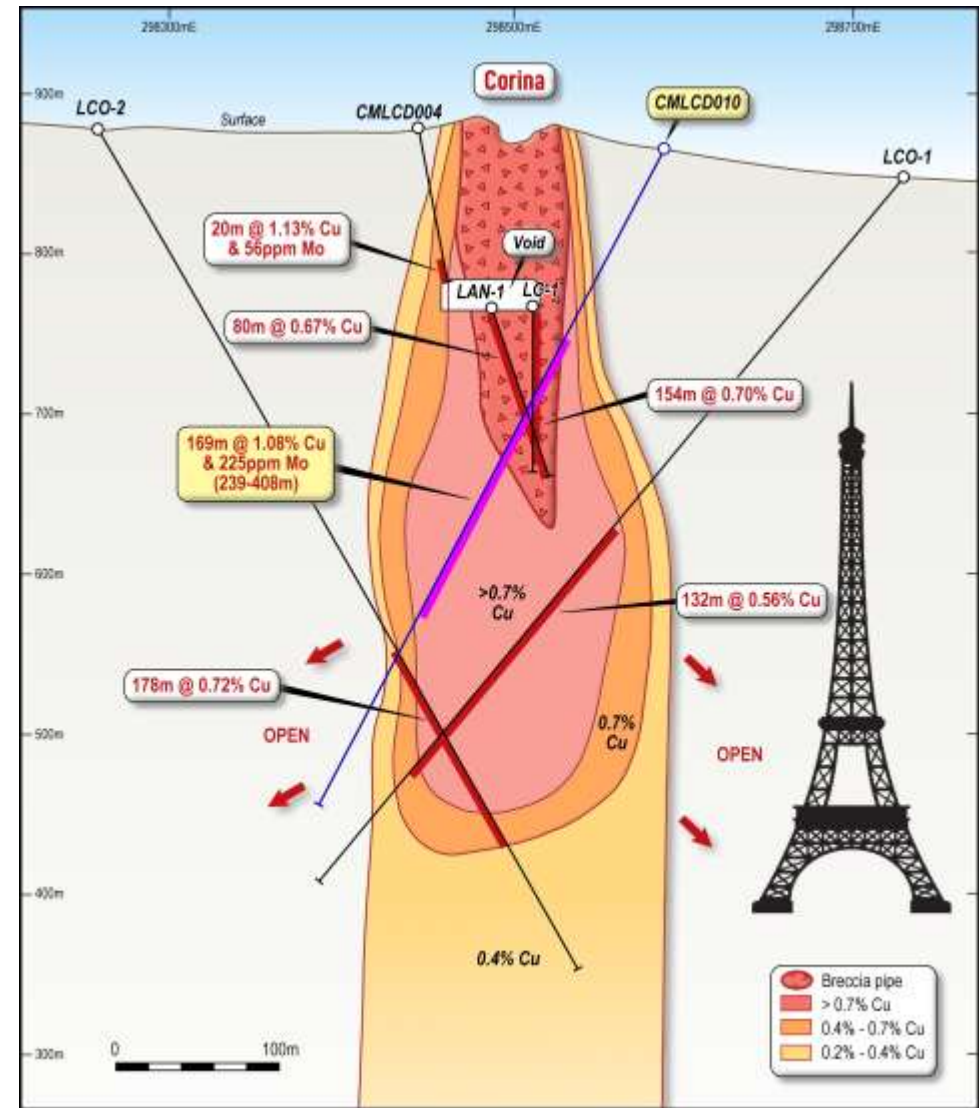 298300mE
298500mE
298700mE
Corina
900m
LCO-2
CMLCD004
CMLCD010
Surface
LCO-1
20m @ 1.13% Cu
& 56ppm Mo
800m
Void
LAN-1
LC-1
80m @ 0.67% Cu
154m @ 0.70% Cu
700m
169m @ 1.08% Cu
& 225ppm Mo
(239-408m)
600m
>0.7%
Cu
132m @ 0.56% Cu
178m @ 0.72% Cu
0.7%
Cu
500m
OPEN
OPEN
400m
0.4% Cu
Breccia pipe
> 0.7% Cu
0.4% - 0.7% Cu
0.2% - 0.4% Cu
300m
0
100m